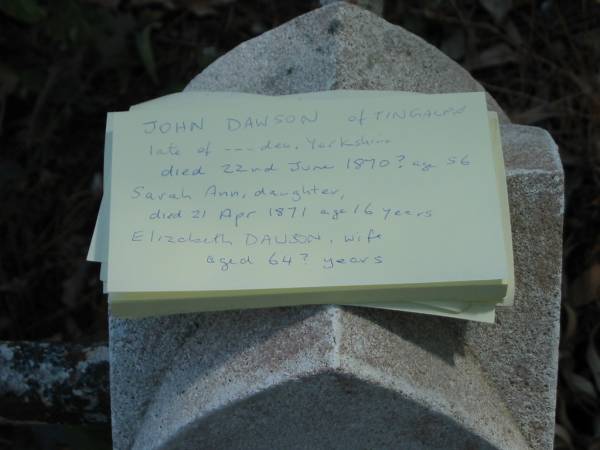 JOHN DAWSON of TINGALPA
late of ---den, Yorkshire
died 22nd June 1870? age 56
Sarah Ann, daughter,
died 21 Apr 1871 age 16 years
Elizabeth DAWSON, wife
aged 64? years